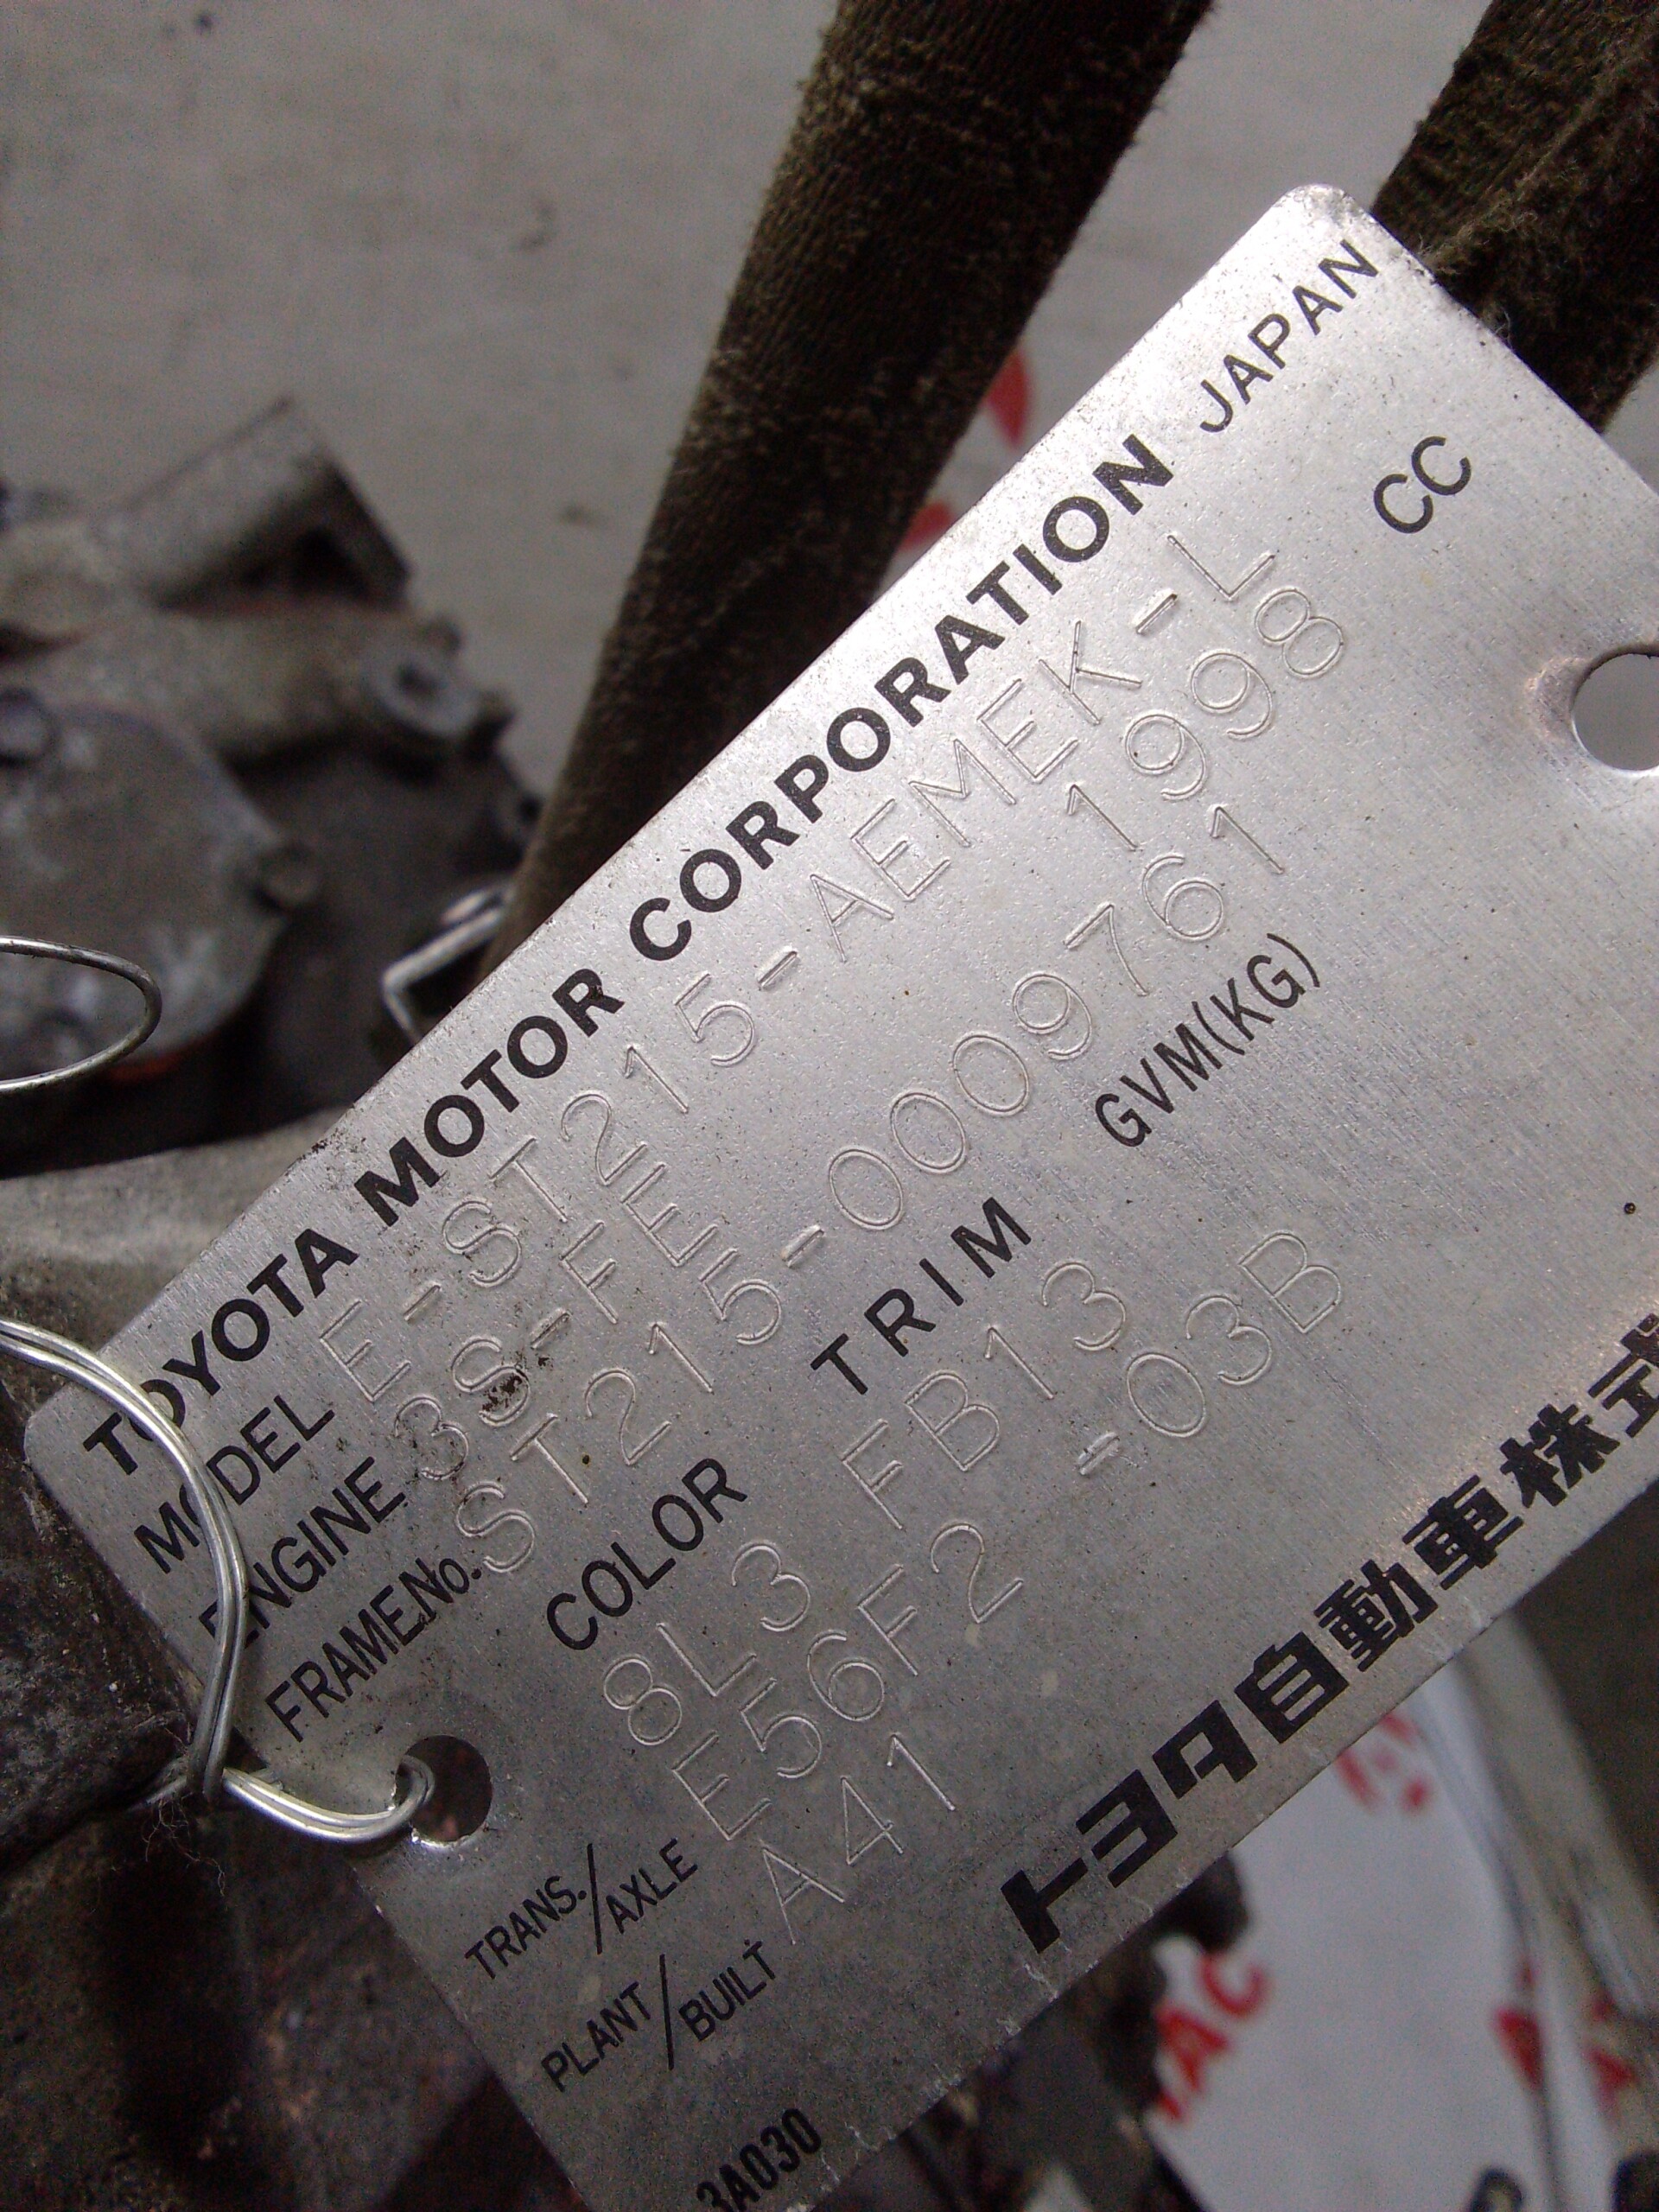 TOYOTA MOTOR CORPORATION JAPAN
MODEL E-ST215-AEMEK-L
ENGINE 3S-FE 1998 CC
FRAME No. ST215-0009761
COLOR TRIM GVM(KG)
8L3 FB13
TRANS./AXLE E56F2 -03B
PLANT/BUILT A41
トヨタ自動車株式
3A030